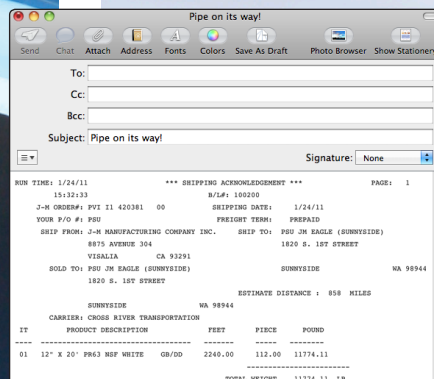 Pipe on its way!
Send Chat Attach Address Fonts Colors Save As Draft Photo Browser Show Stationery
To:
Cc:
Bcc:
Subject: Pipe on its way!
Signature: None
RUN TIME: 1/24/11 *** SHIPPING ACKNOWLEDGEMENT *** PAGE: 1
15:32:33 B/L#: 100200
J-M ORDER#: PVI I1 420381 00 SHIPPING DATE: 1/24/11
YOUR P/O #: PSU FREIGHT TERM: PREPAID
SHIP FROM: J-M MANUFACTURING COMPANY INC. SHIP TO: PSU JM EAGLE (SUNNYSIDE)
8875 AVENUE 304 1820 S. 1ST STREET
VISALIA CA 93291
SOLD TO: PSU JM EAGLE (SUNNYSIDE) SUNNYSIDE WA 98944
1820 S. 1ST STREET
ESTIMATE DISTANCE : 858 MILES
SUNNYSIDE WA 98944
CARRIER: CROSS RIVER TRANSPORTATION
IT PRODUCT DESCRIPTION FEET PIECE POUND
---- -------------------- ------- ----- --------
01 12" X 20' PR63 NSF WHITE GB/DD 2240.00 112.00 11774.11
------------------------
TOTAL WEIGHT 11774.11 LB